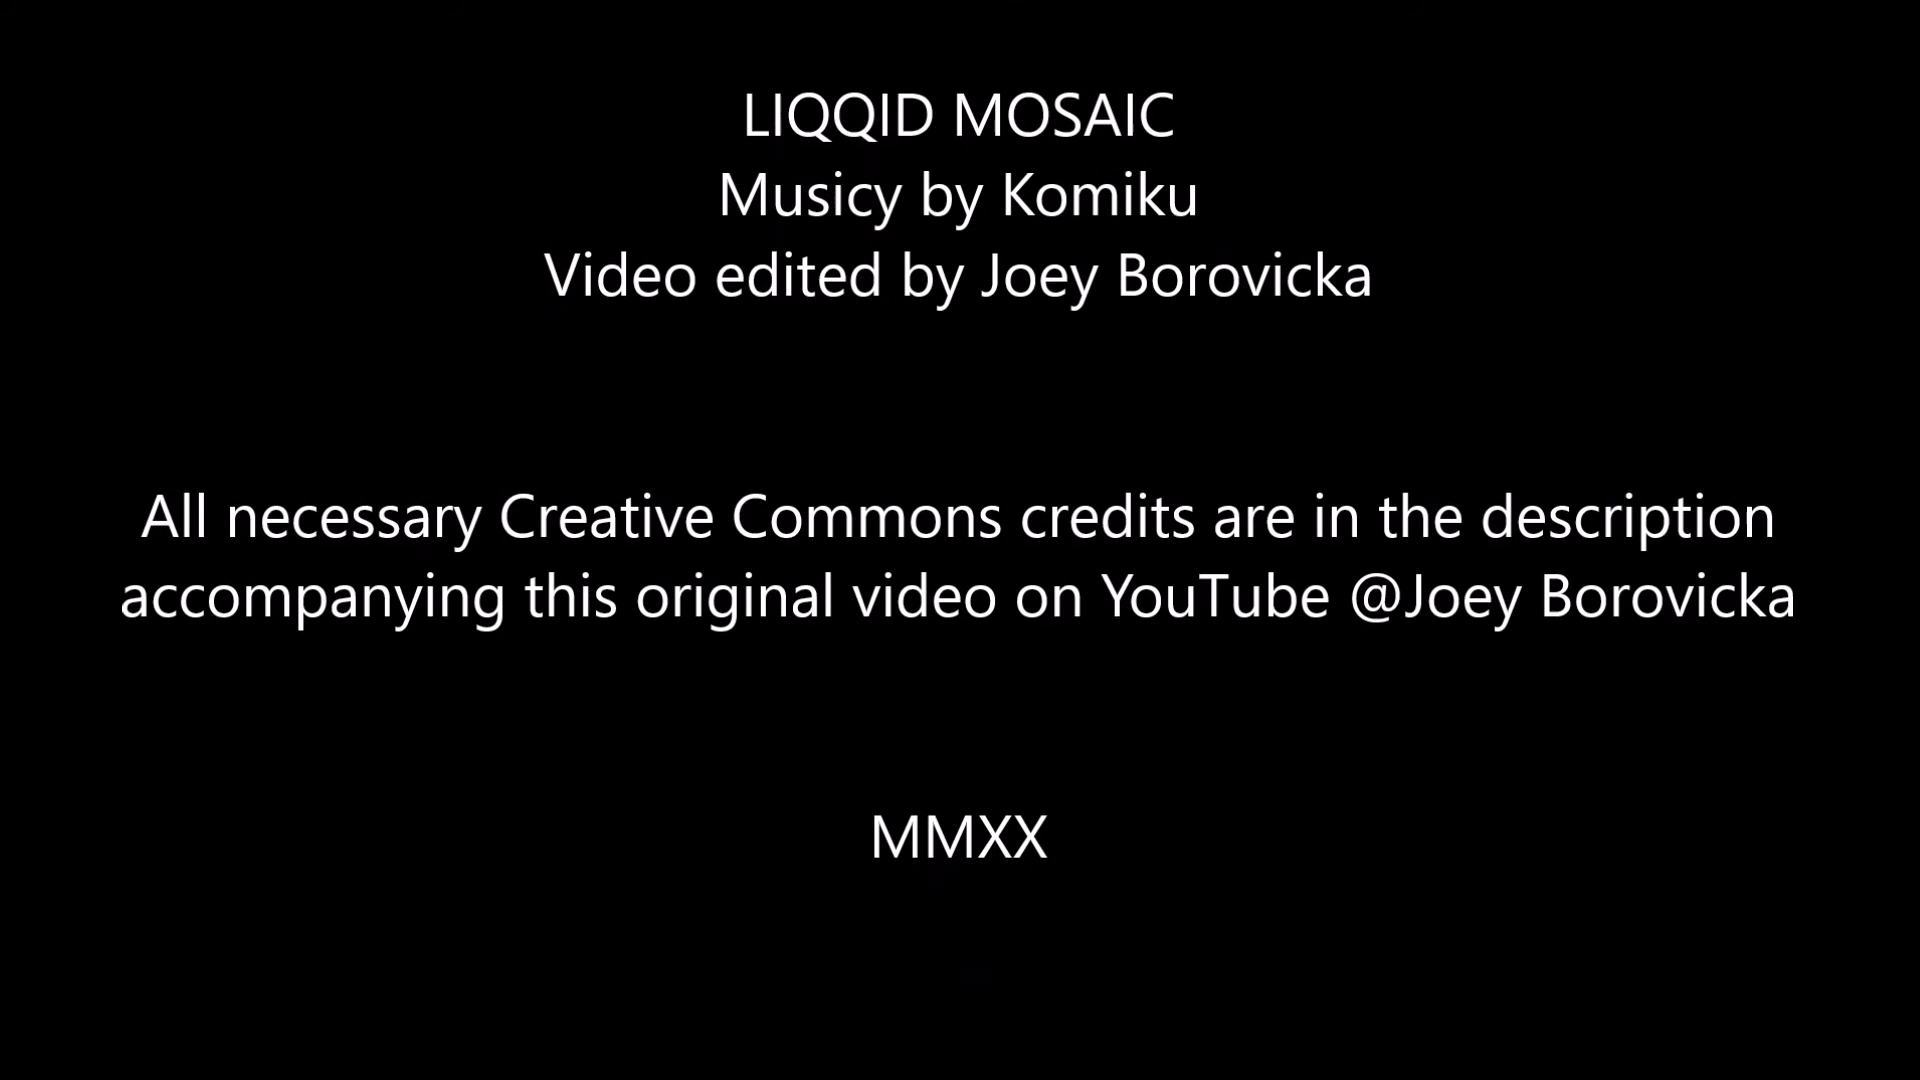 LIQQID MOSAIC
Musicy by Komiku
Video edited by Joey Borovicka
All necessary Creative Commons credits are in the description
accompanying this original video on YouTube @Joey Borovicka
MMXX